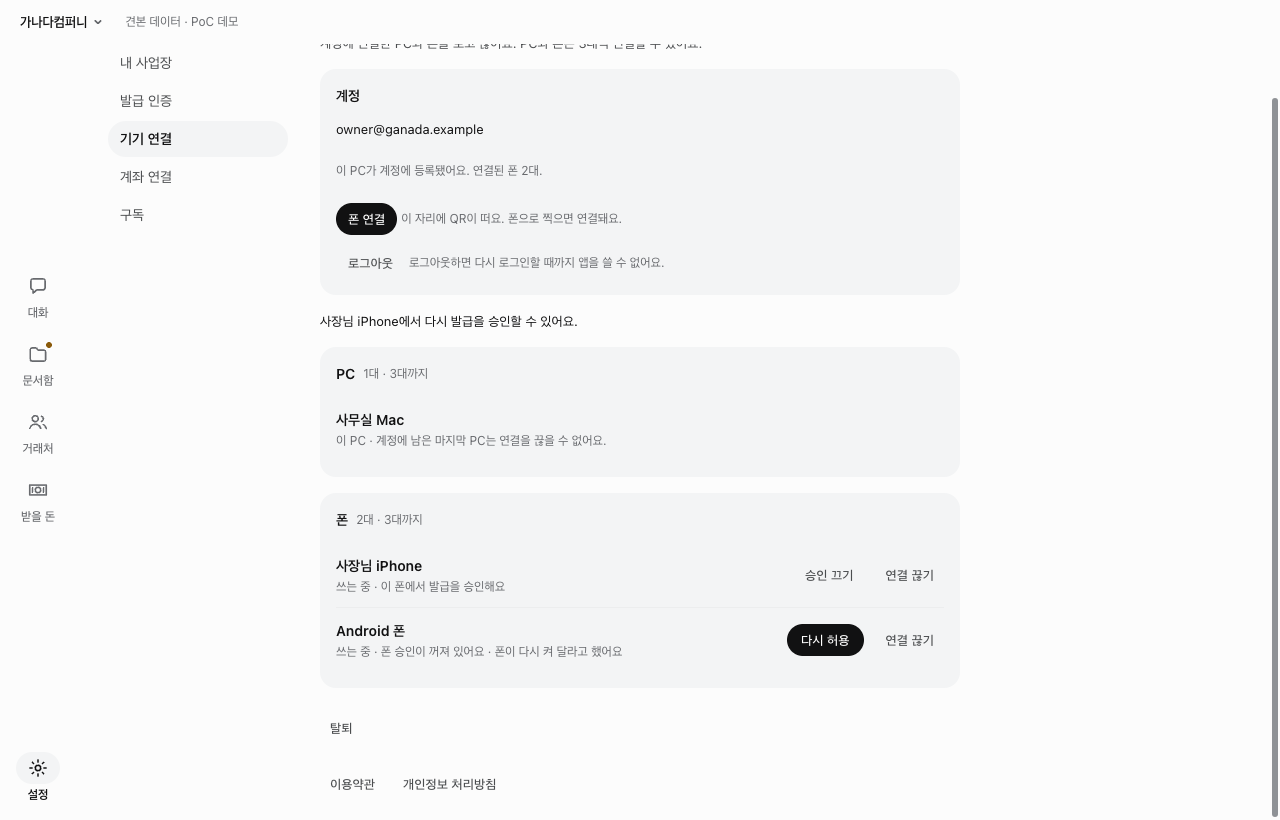 가나다컴퍼니
견본 데이터 · PoC 데모
내 사업장
발급 인증
기기 연결
계좌 연결
구독
대화
문서함
거래처
받을 돈
설정
계정
owner@ganada.example
이 PC가 계정에 등록됐어요. 연결된 폰 2대.
폰 연결 이 자리에 QR이 떠요. 폰으로 찍으면 연결돼요.
로그아웃 로그아웃하면 다시 로그인할 때까지 앱을 쓸 수 없어요.
사장님 iPhone에서 다시 발급을 승인할 수 있어요.
PC 1대 · 3대까지
사무실 Mac
이 PC · 계정에 남은 마지막 PC는 연결을 끊을 수 없어요.
폰 2대 · 3대까지
사장님 iPhone
쓰는 중 · 이 폰에서 발급을 승인해요
승인 끄기 연결 끊기
Android 폰
쓰는 중 · 폰 승인이 꺼져 있어요 · 폰이 다시 켜 달라고 했어요
다시 허용 연결 끊기
탈퇴
이용약관 개인정보 처리방침